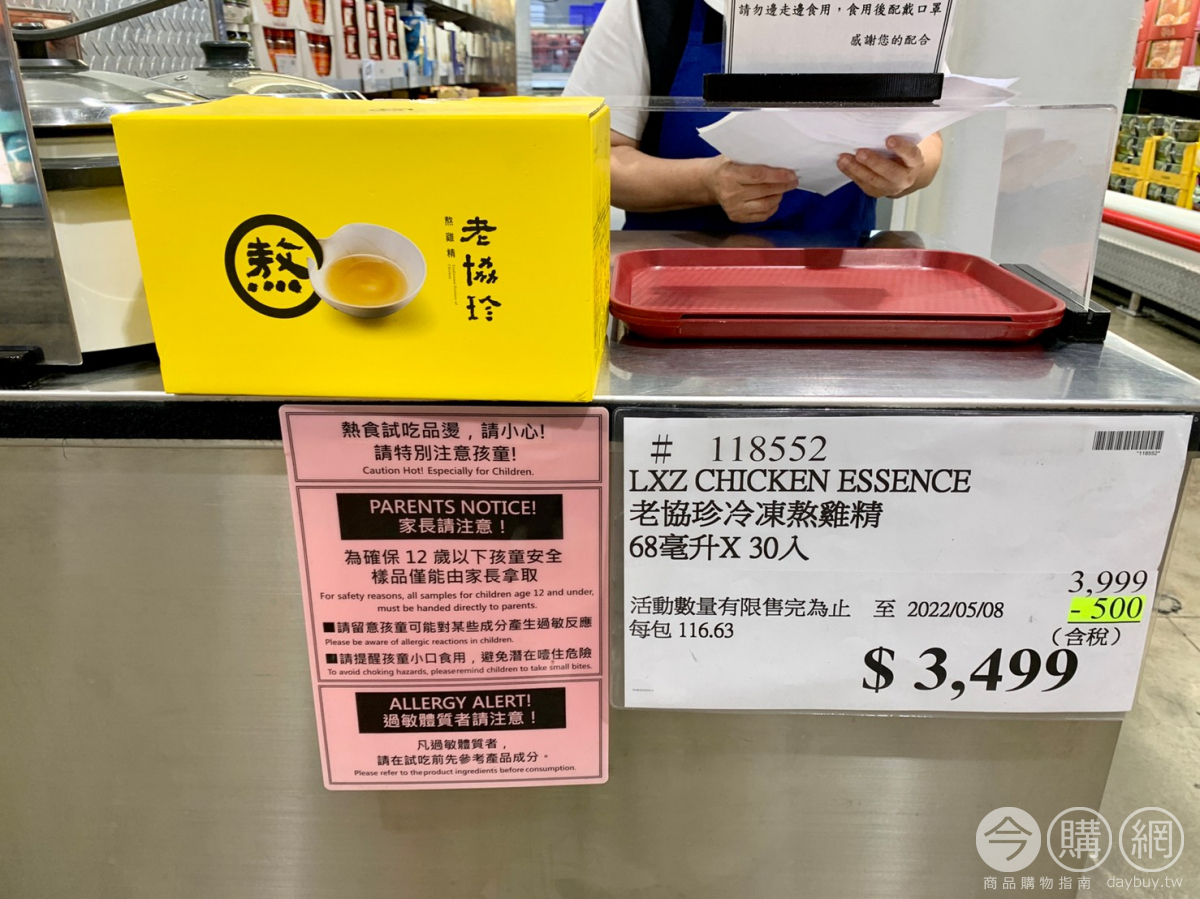 請勿邊走邊食用，食用後配戴口罩
感謝您的配合
熬
熬雞精
老協珍
熱食試吃品燙，請小心!
請特別注意孩童!
Caution Hot! Especially for Children.
PARENTS NOTICE!
家長請注意！
為確保 12 歲以下孩童安全
樣品僅能由家長拿取
For safety reasons, all samples for children age 12 and under,
must be handed directly to parents.
■請留意孩童可能對某些成分產生過敏反應
Please be aware of allergic reactions in children.
■請提醒孩童小口食用，避免潛在噎住危險
To avoid choking hazards, pleaseremind children to take small bites.
ALLERGY ALERT!
過敏體質者請注意！
凡過敏體質者，
請在試吃前先參考產品成分。
Please refer to theproduct ingredients before consumption.
# 118552
"118552"
LXZ CHICKEN ESSENCE
老協珍冷凍熬雞精
68毫升X 30入
3,999
活動數量有限售完為止 至 2022/05/08
- 500
每包 116.63
（含稅）
$ 3,499
今購網
商品購物指南 daybuy.tw